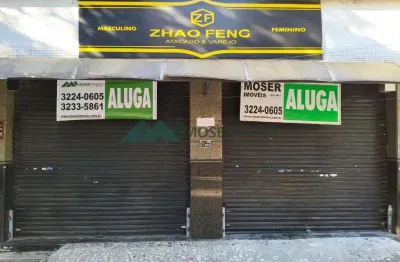 ZF
MASCULINO
ZHAO FENG
FEMININO
ATACADO & VAREJO
MOSER
3224-0605
3233-5861
ALUGA
MOSER
IMÓVEIS
3224-0605
ALUGA
MOSER